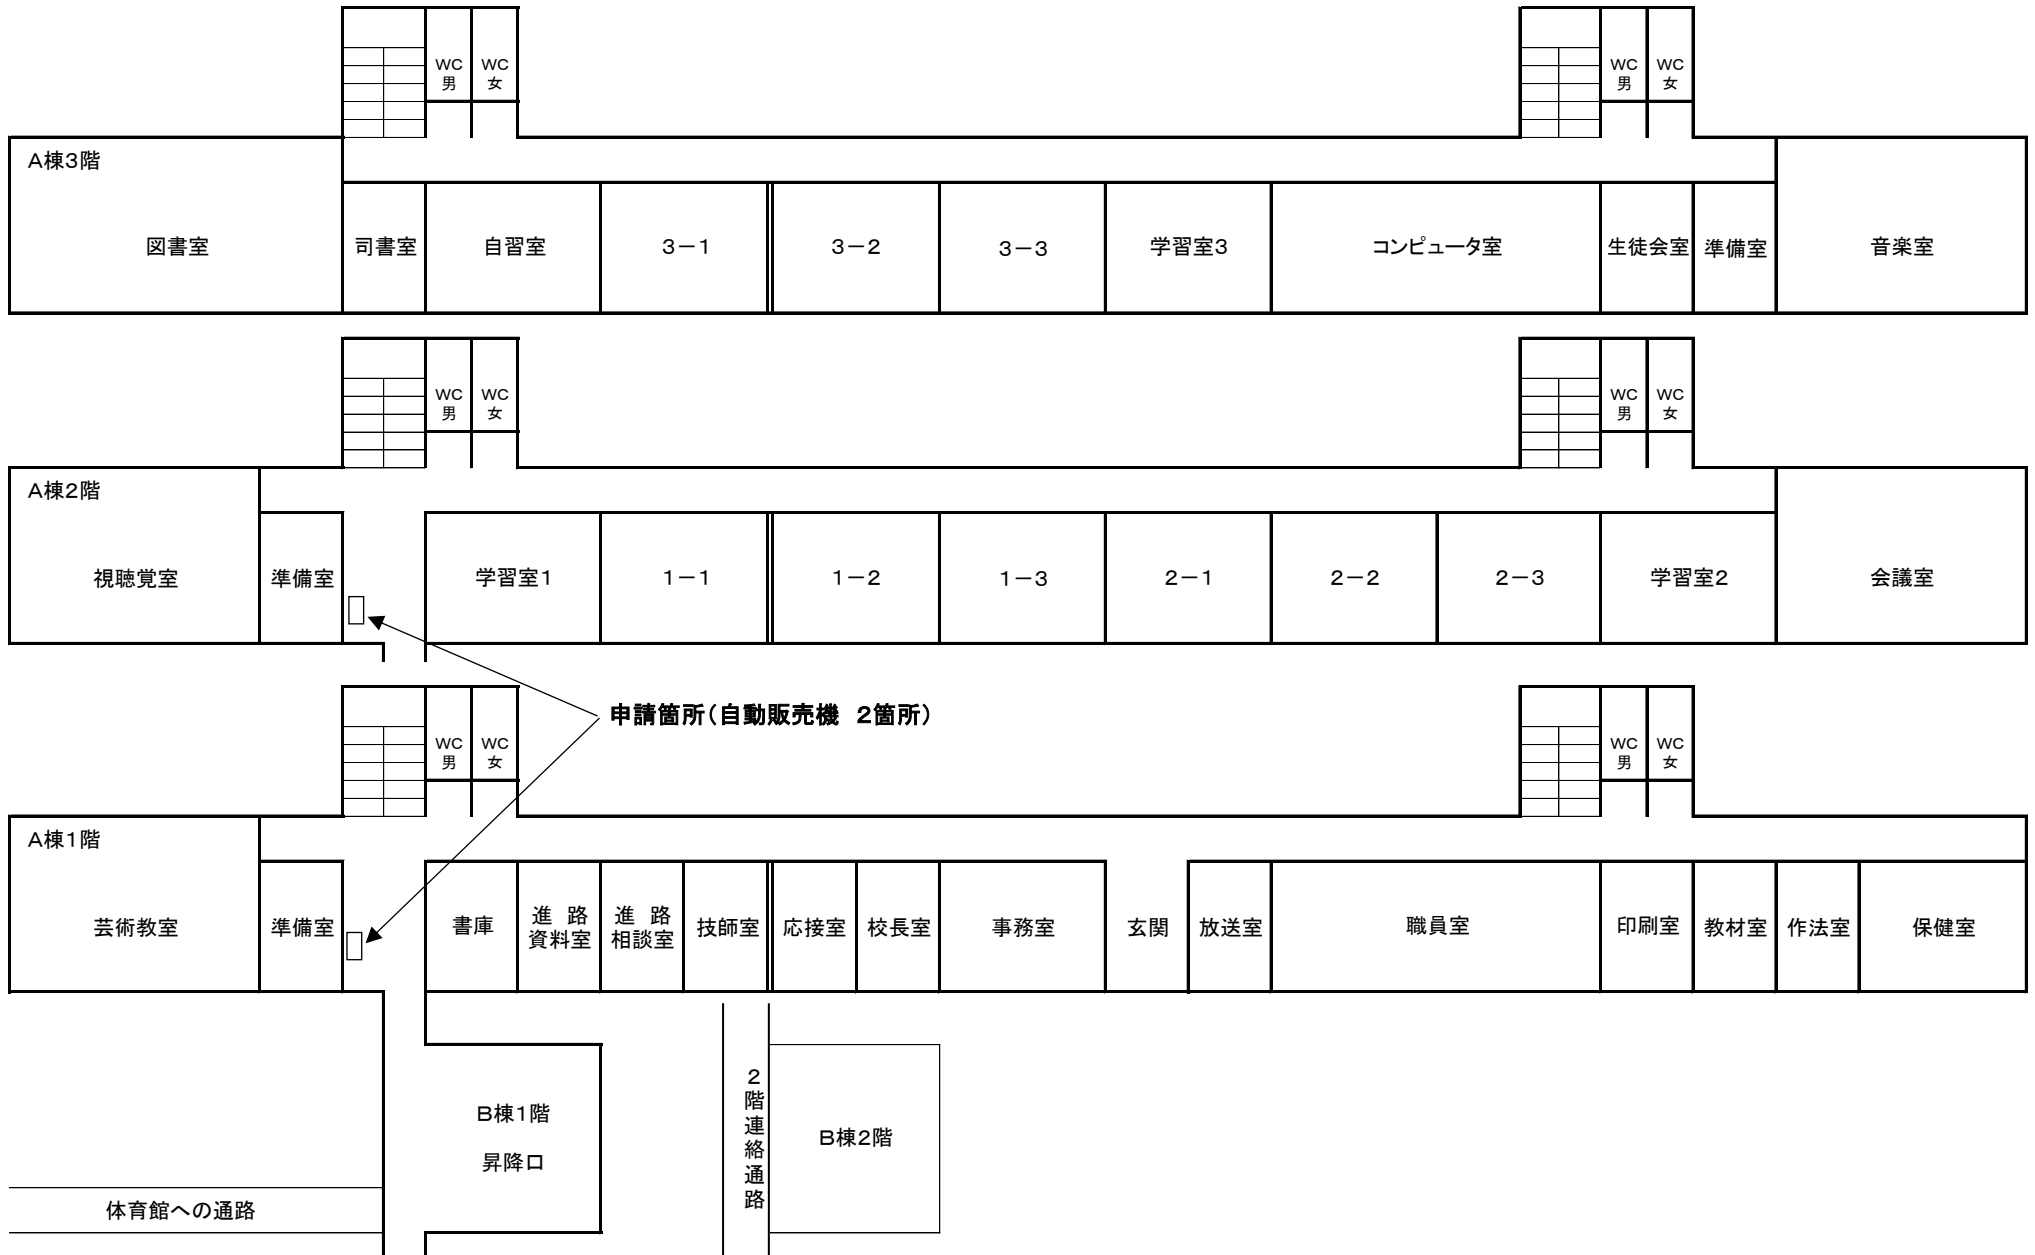 WC
男
WC
女
WC
男
WC
女
A棟3階
図書室
司書室
自習室
3-1
3-2
3-3
学習室3
コンピュータ室
生徒会室
準備室
音楽室
WC
男
WC
女
WC
男
WC
女
A棟2階
視聴覚室
準備室
学習室1
1-1
1-2
1-3
2-1
2-2
2-3
学習室2
会議室
申請箇所(自動販売機　2箇所)
WC
男
WC
女
WC
男
WC
女
A棟1階
芸術教室
準備室
書庫
進　路
資料室
進　路
相談室
技師室
応接室
校長室
事務室
玄関
放送室
職員室
印刷室
教材室
作法室
保健室
B棟1階
昇降口
2階連絡通路
B棟2階
体育館への通路